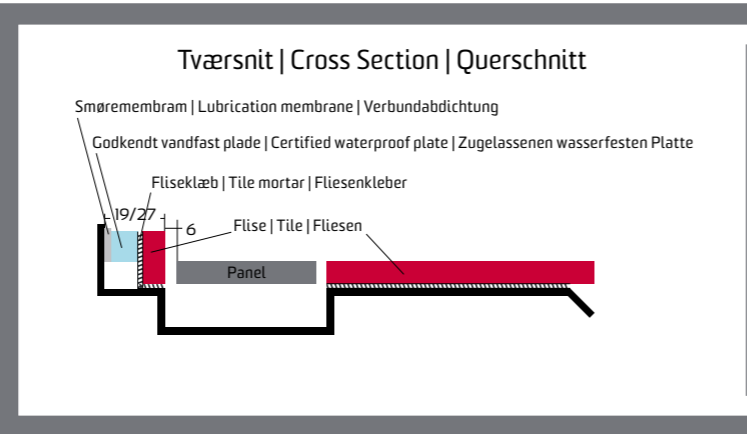 Tværsnit | Cross Section | Querschnitt
Smøremembram | Lubrication membrane | Verbundabdichtung
Godkendt vandfast plade | Certified waterproof plate | Zugelassenen wasserfesten Platte
Fliseklæb | Tile mortar | Fliesenkleber
19/27
6
Flise | Tile | Fliesen
Panel